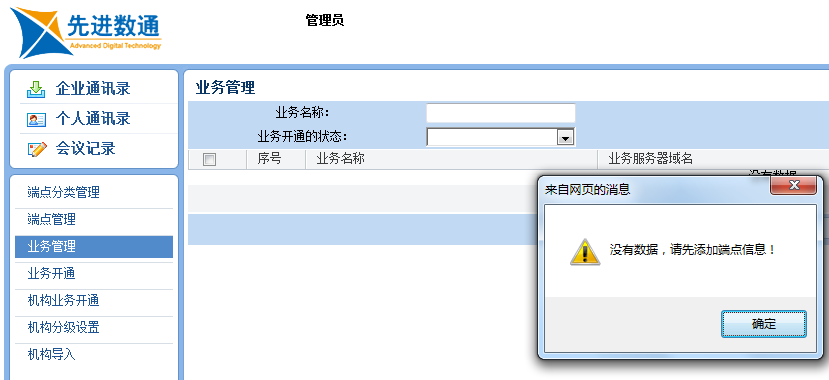 先进数通
Advanced Digital Technology
管理员
企业通讯录
个人通讯录
会议记录
端点分类管理
端点管理
业务管理
业务开通
机构业务开通
机构分级设置
机构导入
业务管理
业务名称：
业务开通的状态：
序号 业务名称 业务服务器域名
没有数据
来自网页的消息
没有数据，请先添加端点信息！
确定